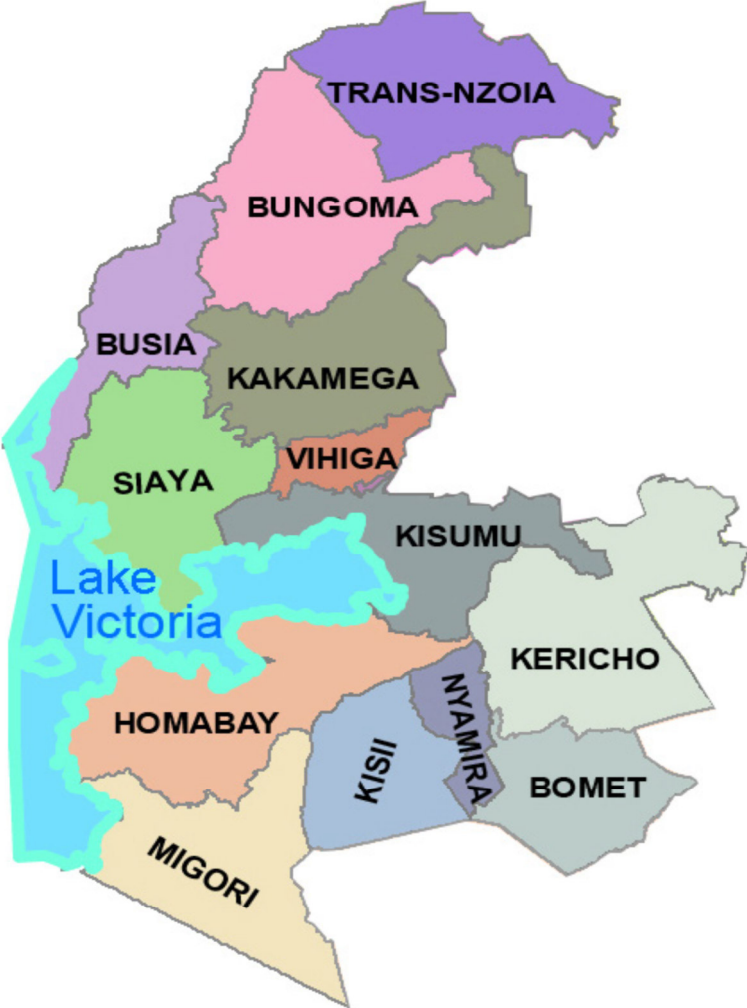 TRANS-NZOIA
BUNGOMA
BUSIA
KAKAMEGA
VIHIGA
SIAYA
KISUMU
Lake
Victoria
KERICHO
HOMABAY
NYAMIRA
KISII
BOMET
MIGORI